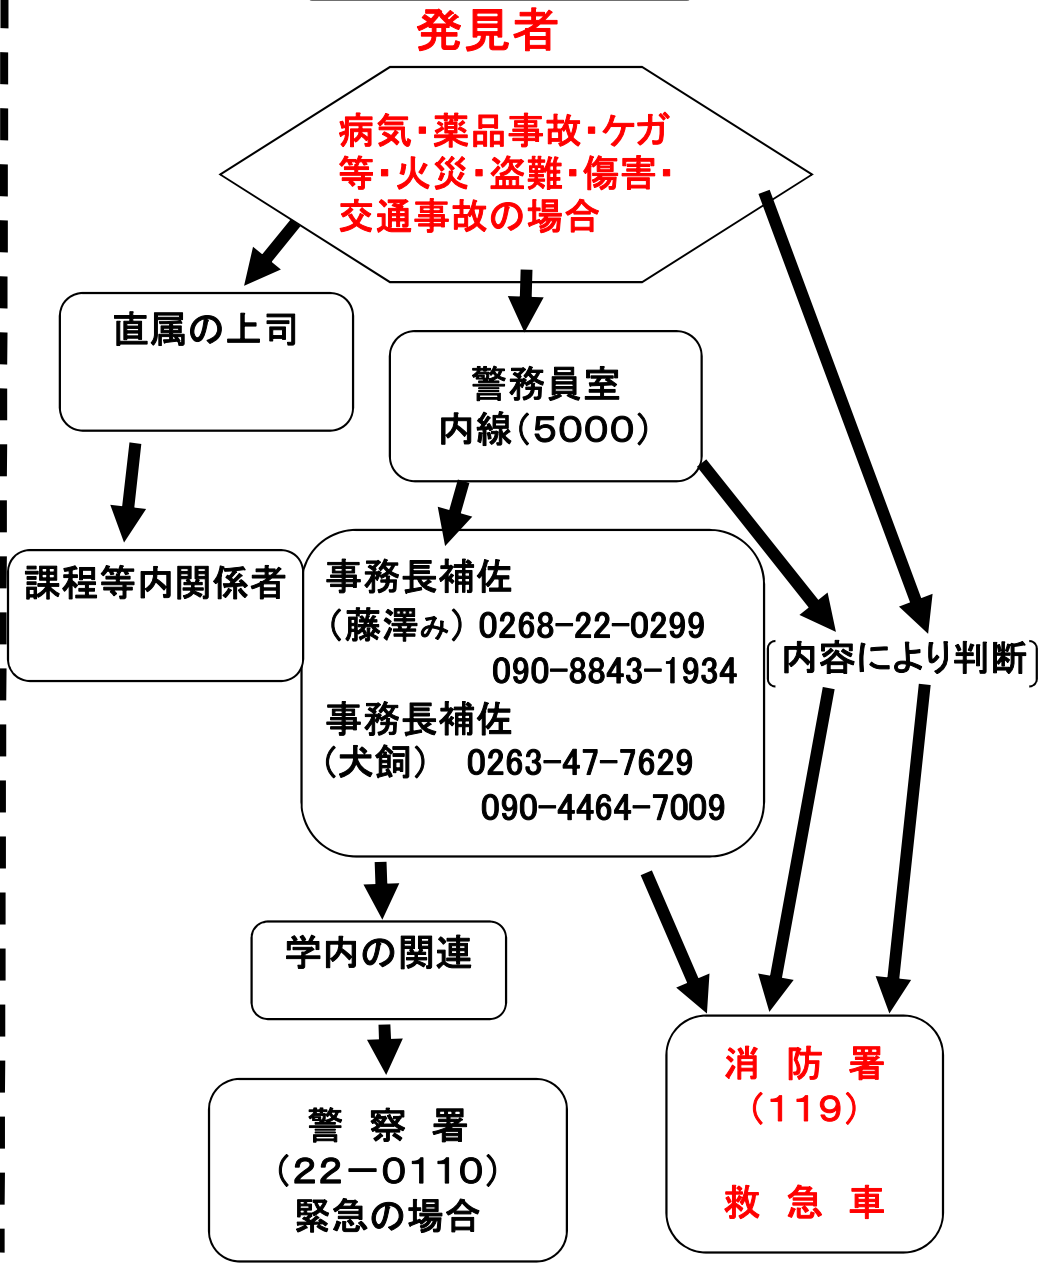 発見者
病気・薬品事故・ケガ
等・火災・盗難・傷害・
交通事故の場合
直属の上司
警務員室
内線（5000）
課程等内関係者
事務長補佐
（藤澤み） 0268-22-0299
090-8843-1934
事務長補佐
（犬飼） 0263-47-7629
090-4464-7009
内容により判断
学内の関連
消 防 署
（119）
救 急 車
警 察 署
（22－0110）
緊急の場合